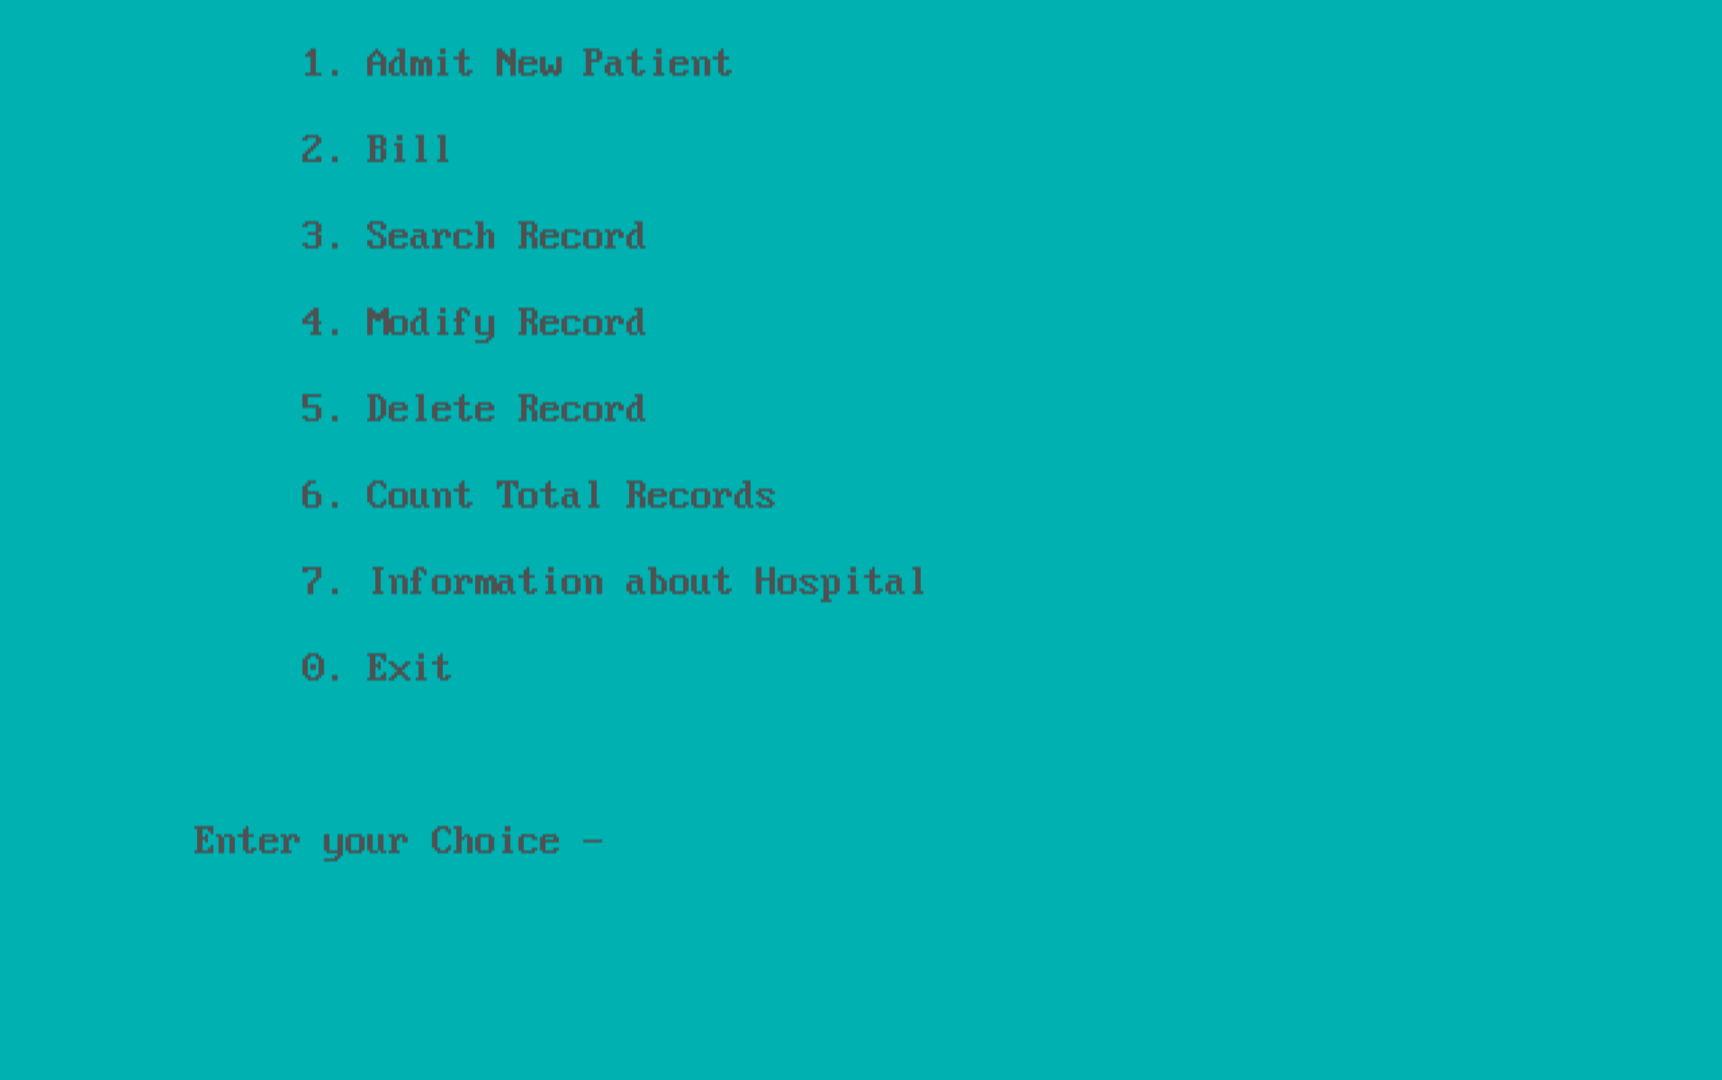 1. Admit New Patient
2. Bill
3. Search Record
4. Modify Record
5. Delete Record
6. Count Total Records
7. Information about Hospital
0. Exit
Enter your Choice -